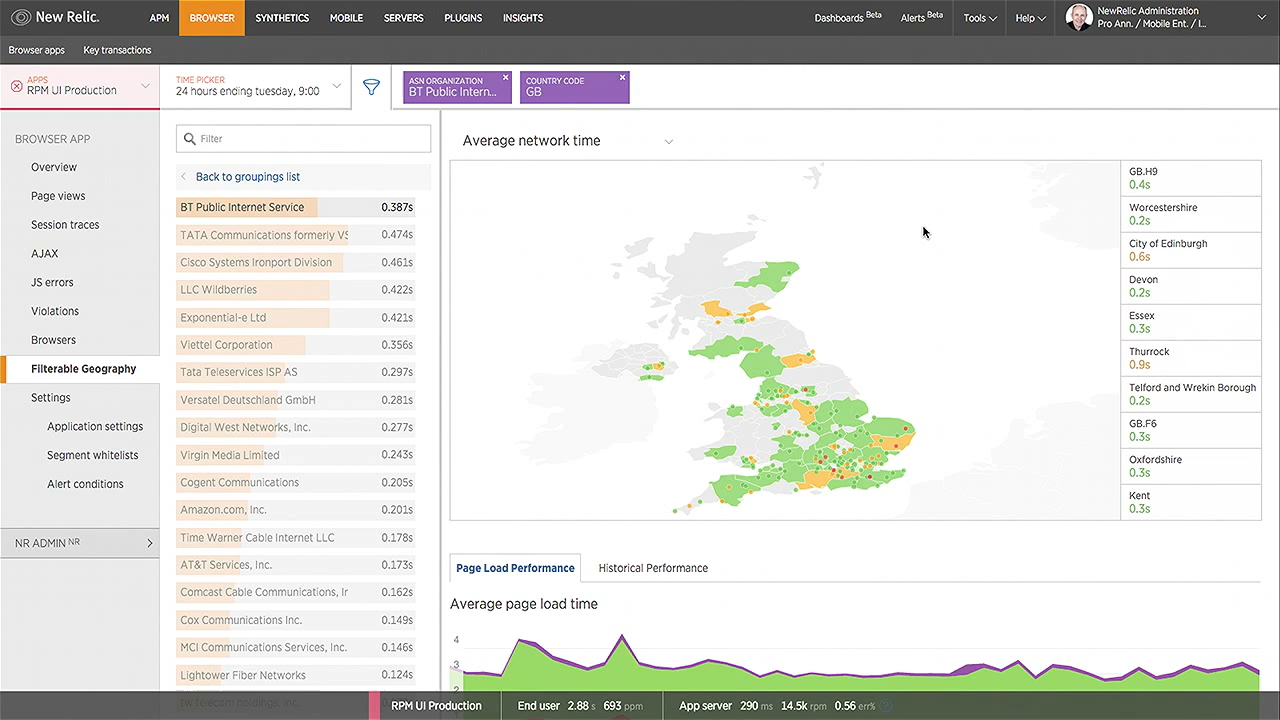 New Relic.
APM
BROWSER
SYNTHETICS
MOBILE
SERVERS
PLUGINS
INSIGHTS
Dashboards Beta
Alerts Beta
Tools
Help
NewRelic Administration
Pro Ann. / Mobile Ent. / I...
Browser apps
Key transactions
APPS
RPM UI Production
TIME PICKER
24 hours ending tuesday, 9:00
ASN ORGANIZATION
BT Public Intern...
COUNTRY CODE
GB
BROWSER APP
Overview
Page views
Session traces
AJAX
JS errors
Violations
Browsers
Filterable Geography
Settings
Application settings
Segment whitelists
Alert conditions
NR ADMIN NR
Filter
Back to groupings list
BT Public Internet Service 0.387s
TATA Communications formerly VS 0.474s
Cisco Systems Ironport Division 0.461s
LLC Wildberries 0.422s
Exponential-e Ltd 0.421s
Viettel Corporation 0.356s
Tata Teleservices ISP AS 0.297s
Versatel Deutschland GmbH 0.281s
Digital West Networks, Inc. 0.277s
Virgin Media Limited 0.243s
Cogent Communications 0.205s
Amazon.com, Inc. 0.201s
Time Warner Cable Internet LLC 0.178s
AT&T Services, Inc. 0.173s
Comcast Cable Communications, Ir 0.162s
Cox Communications Inc. 0.149s
MCI Communications Services, Inc. 0.146s
Lightower Fiber Networks 0.124s
tw telecom holdings, inc.
Average network time
GB.H9
0.4s
Worcestershire
0.2s
City of Edinburgh
0.6s
Devon
0.2s
Essex
0.3s
Thurrock
0.9s
Telford and Wrekin Borough
0.2s
GB.F6
0.3s
Oxfordshire
0.3s
Kent
0.3s
Page Load Performance
Historical Performance
Average page load time
4
3
2
RPM UI Production
End user 2.88 s 693 ppm
App server 290 ms 14.5k rpm 0.56 err% ?